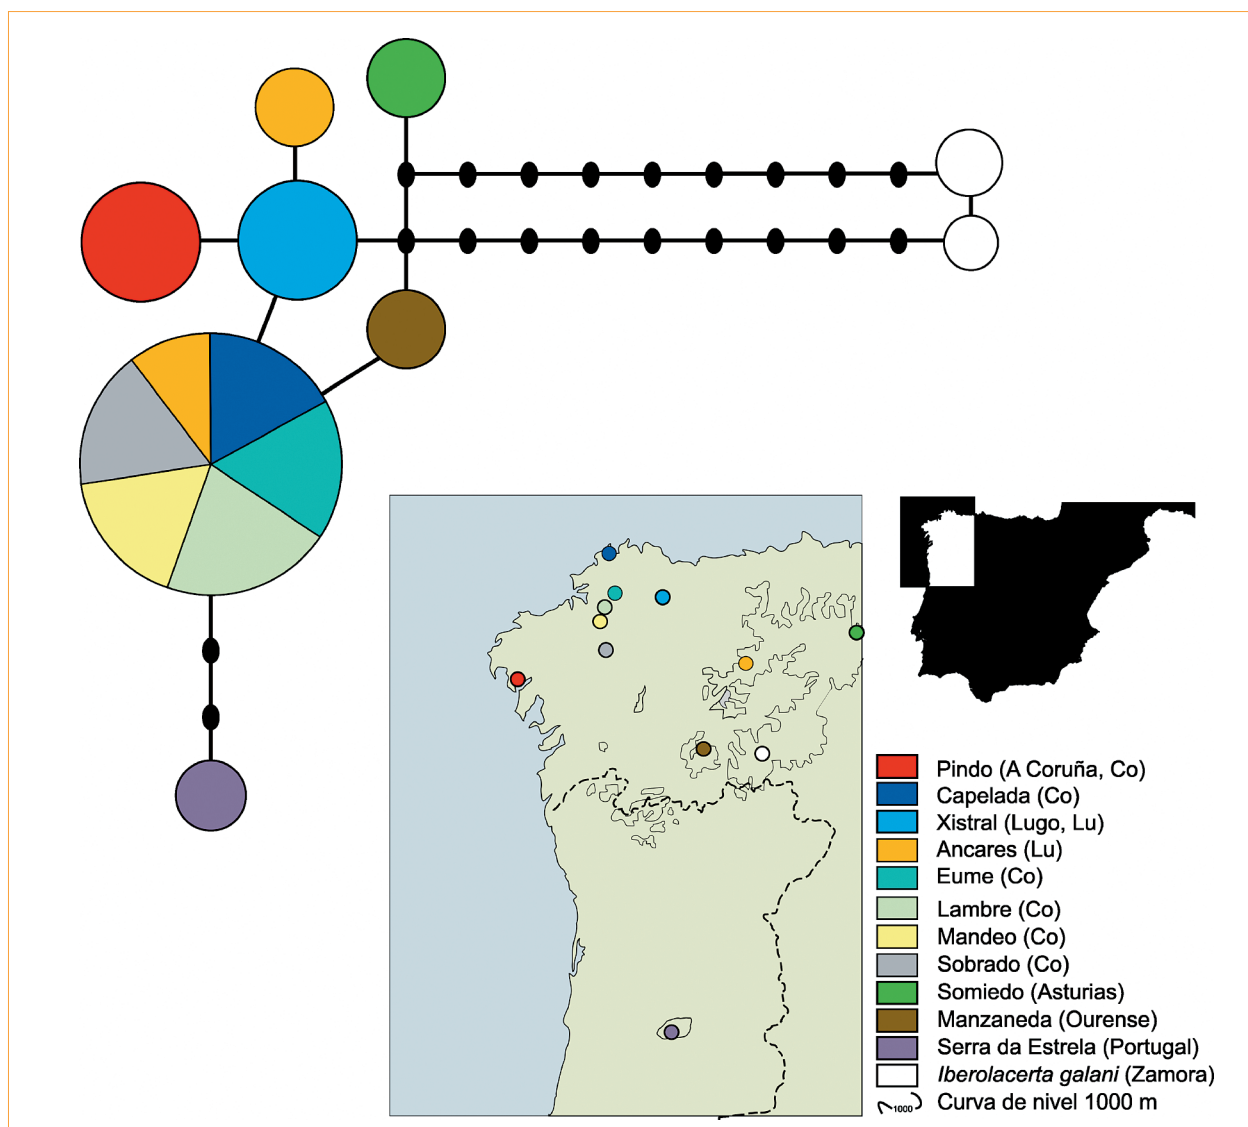 Pindo (A Coruña, Co)
Capelada (Co)
Xistral (Lugo, Lu)
Ancares (Lu)
Eume (Co)
Lambre (Co)
Mandeo (Co)
Sobrado (Co)
Somiedo (Asturias)
Manzaneda (Ourense)
Serra da Estrela (Portugal)
Iberolacerta galani (Zamora)
1000 Curva de nivel 1000 m